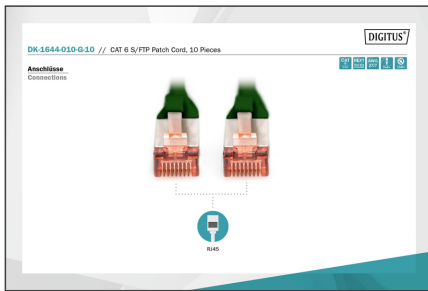 DIGITUS®
DK-1644-010-G-10 // CAT 6 S/FTP Patch Cord, 10 Pieces
Anschlüsse
Connections
RJ45